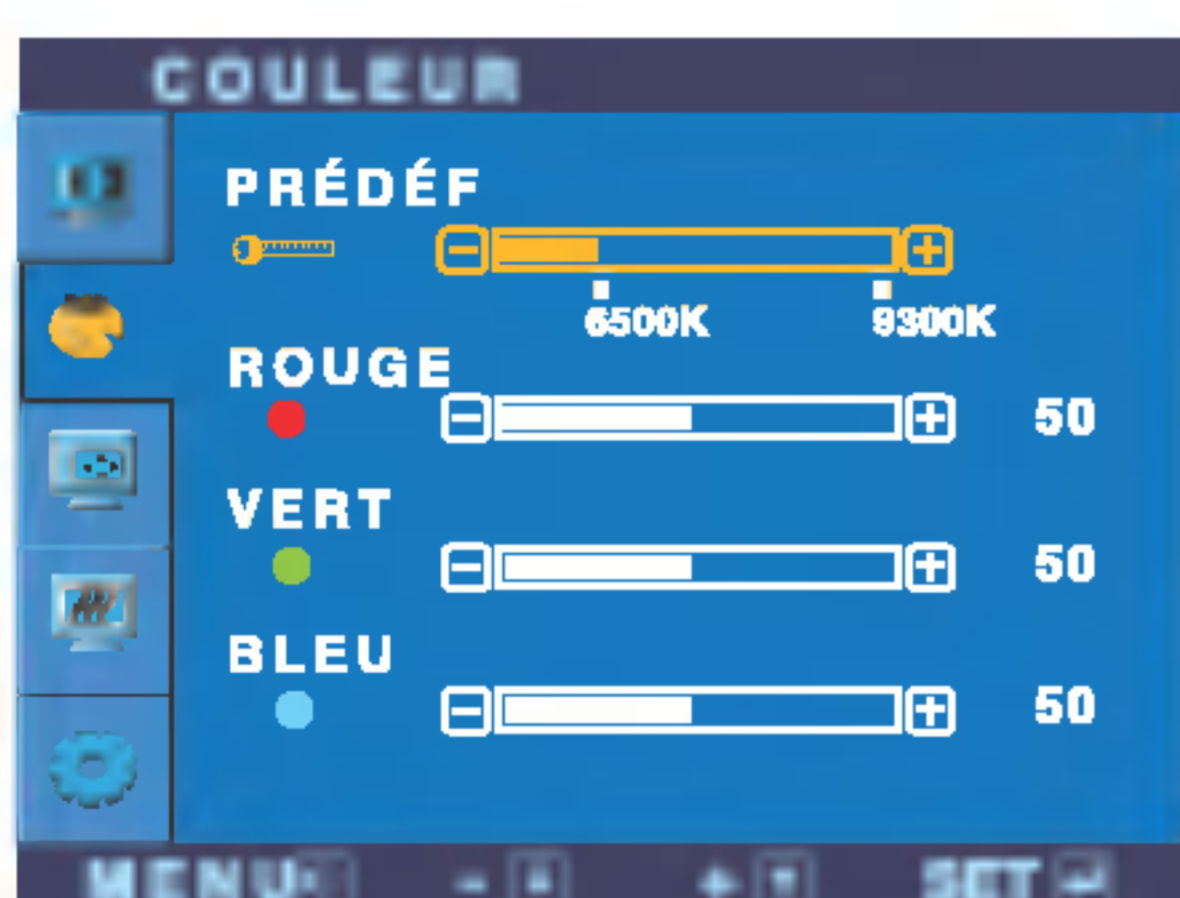 COULEUR
PRÉDÉF
6500K 9300K
ROUGE
50
VERT
50
BLEU
50
MENU - + SET